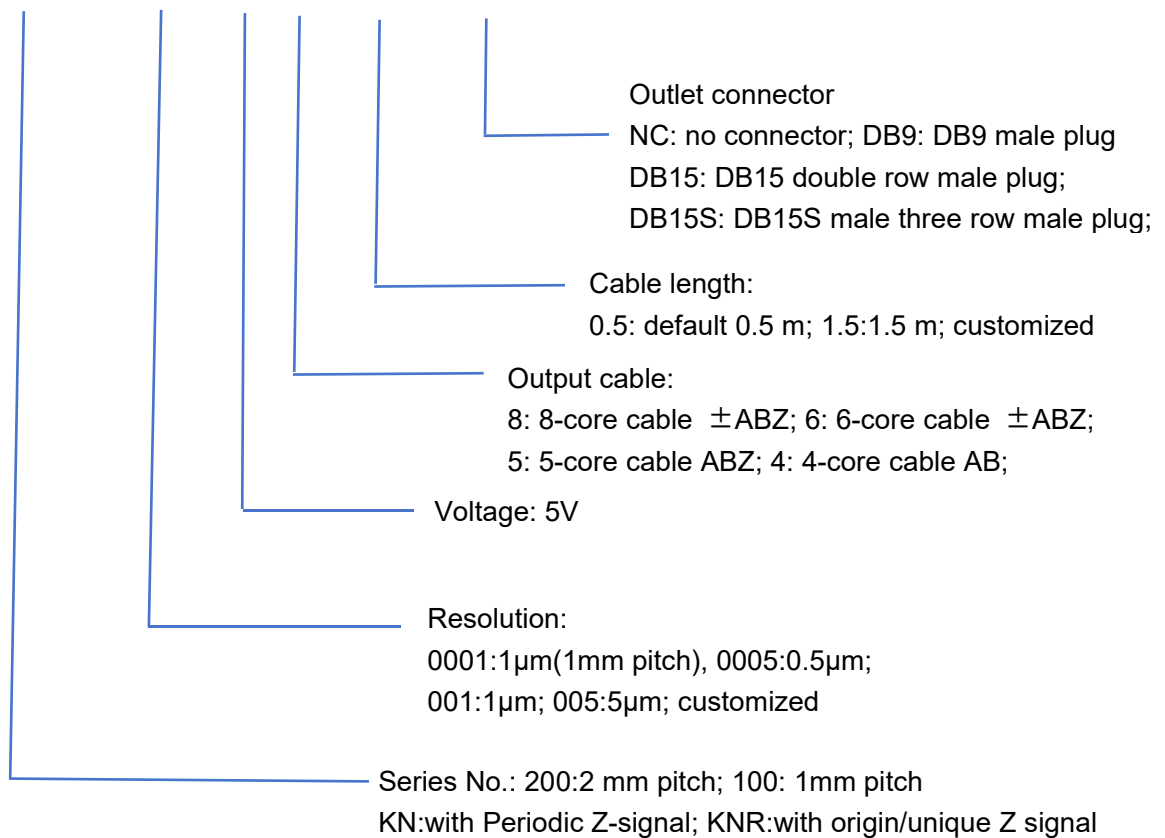 Outlet connector
NC: no connector; DB9: DB9 male plug
DB15: DB15 double row male plug;
DB15S: DB15S male three row male plug;
Cable length:
0.5: default 0.5 m; 1.5:1.5 m; customized
Output cable:
8: 8-core cable ±ABZ; 6: 6-core cable ±ABZ;
5: 5-core cable ABZ; 4: 4-core cable AB;
Voltage: 5V
Resolution:
0001:1μm(1mm pitch), 0005:0.5μm;
001:1μm; 005:5μm; customized
Series No.: 200:2 mm pitch; 100: 1mm pitch
KN:with Periodic Z-signal; KNR:with origin/unique Z signal